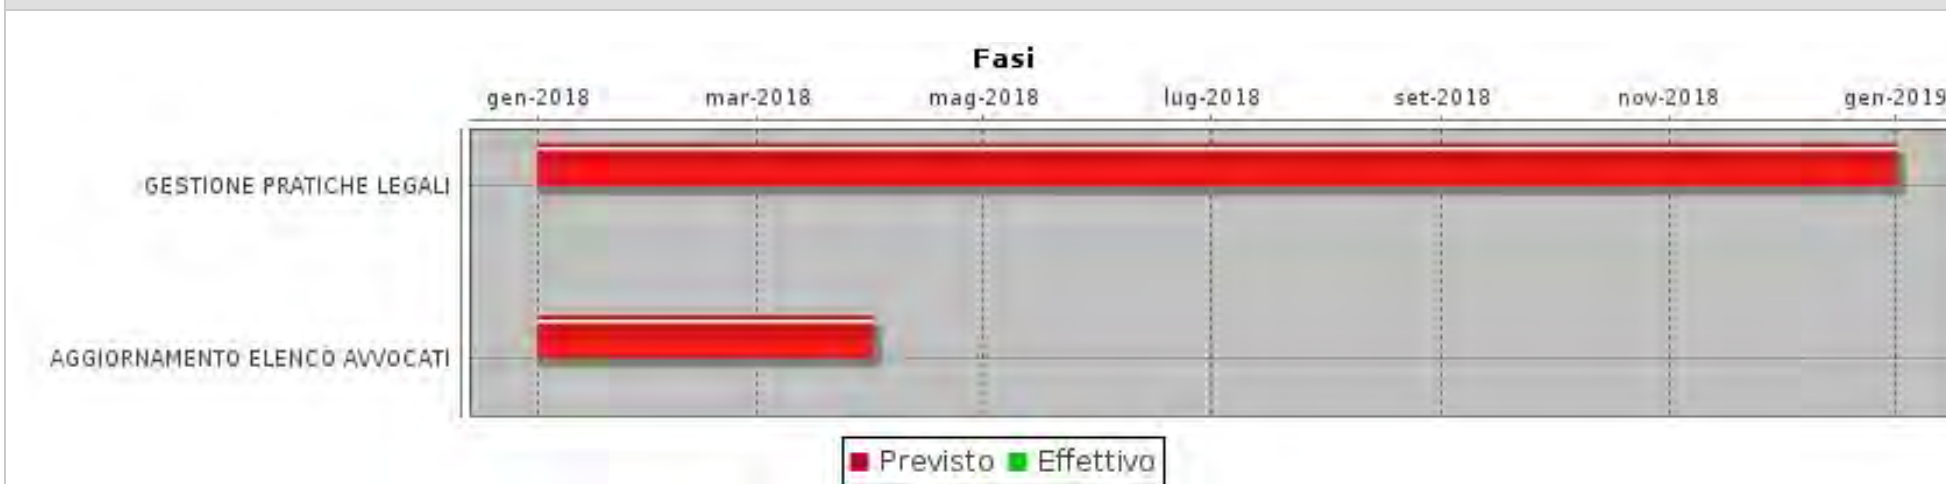 Fasi
gen-2018 mar-2018 mag-2018 lug-2018 set-2018 nov-2018 gen-2019
GESTIONE PRATICHE LEGALI
AGGIORNAMENTO ELENCO AVVOCATI
Previsto Effettivo